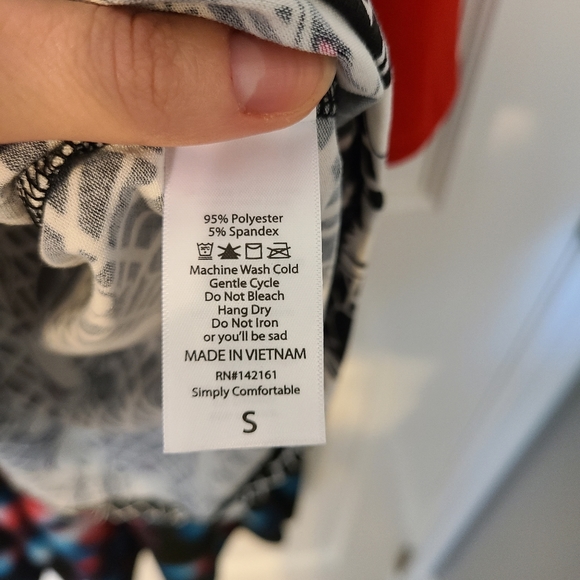 95% Polyester
5% Spandex
Machine Wash Cold
Gentle Cycle
Do Not Bleach
Hang Dry
Do Not Iron
or you'll be sad
MADE IN VIETNAM
RN#142161
Simply Comfortable
S